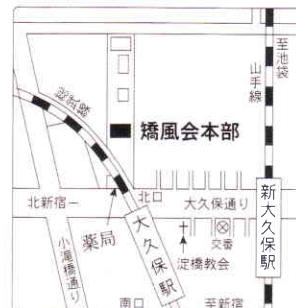 至池袋
山手線
総武線
矯風会本部
北新宿一
北口
大久保通り
新大久保駅
大久保駅
薬局
交番
淀橋教会
小滝橋通り
南口
至新宿